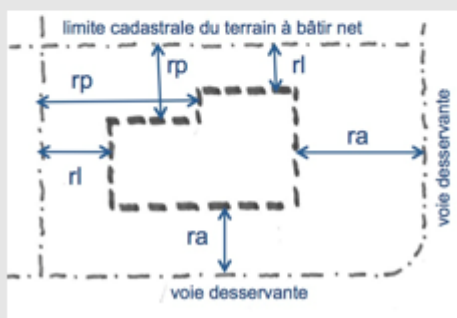 limite cadastrale du terrain à bâtir net
rp
rl
rp
ra
rl
ra
voie desservante
voie desservante